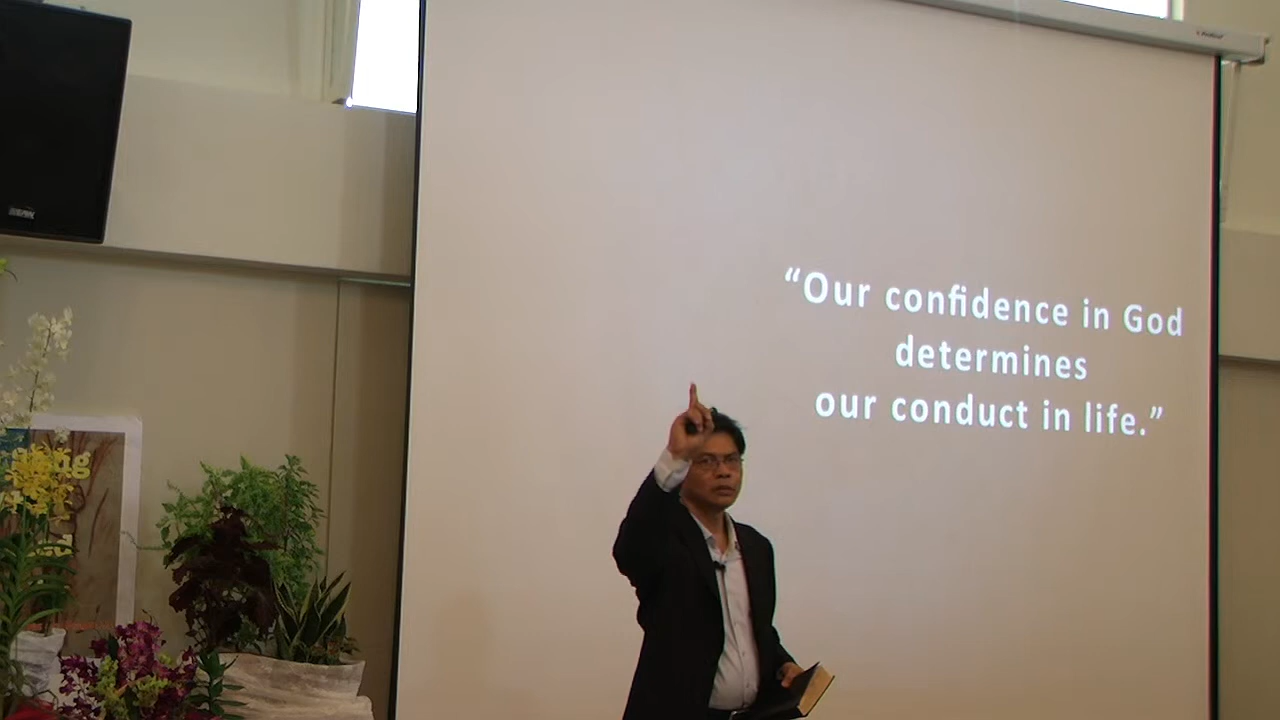 “Our confidence in God
determines
our conduct in life.”